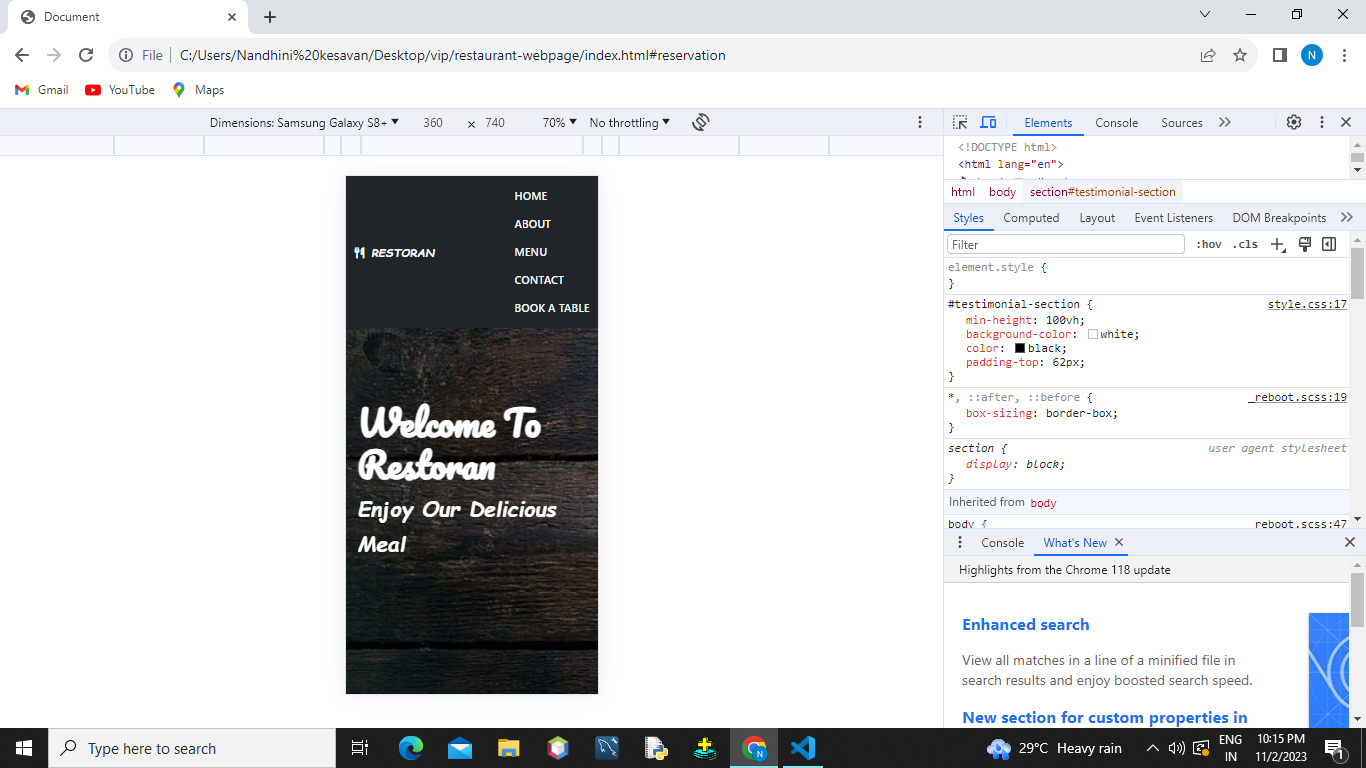 Document
File
C:/Users/Nandhini%20kesavan/Desktop/vip/restaurant-webpage/index.html#reservation
N
Gmail
YouTube
Maps
Dimensions: Samsung Galaxy S8+
360
×
740
70%
No throttling
Elements
Console
Sources
<!DOCTYPE html>
<html lang="en">
html
body
section#testimonial-section
Styles
Computed
Layout
Event Listeners
DOM Breakpoints
Filter
:hov
.cls
element.style {
}
#testimonial-section {
style.css:17
min-height: 100vh;
background-color: white;
color: black;
padding-top: 62px;
}
*, ::after, ::before {
_reboot.scss:19
box-sizing: border-box;
}
section {
user agent stylesheet
display: block;
}
Inherited from body
body {
reboot.scss:47
Console
What's New
Highlights from the Chrome 118 update
Enhanced search
View all matches in a line of a minified file in
search results and enjoy boosted search speed.
New section for custom properties in
RESTORAN
HOME
ABOUT
MENU
CONTACT
BOOK A TABLE
Welcome To
Restoran
Enjoy Our Delicious
Meal
Type here to search
N
29°C Heavy rain
ENG
IN
10:15 PM
11/2/2023
1